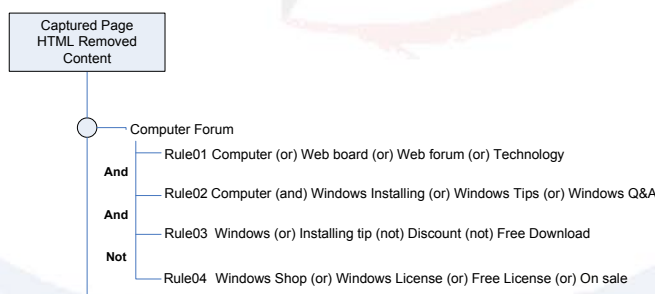 Captured Page
HTML Removed
Content
Computer Forum
Rule01 Computer (or) Web board (or) Web forum (or) Technology
And
Rule02 Computer (and) Windows Installing (or) Windows Tips (or) Windows Q&A
And
Rule03 Windows (or) Installing tip (not) Discount (not) Free Download
Not
Rule04 Windows Shop (or) Windows License (or) Free License (or) On sale